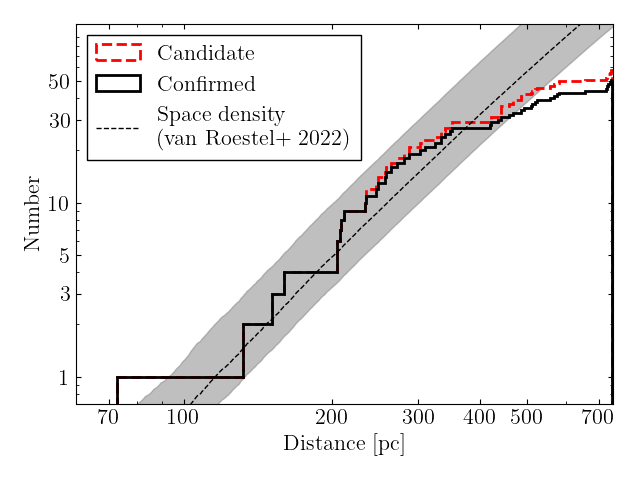 Candidate
Confirmed
Space density
(van Roestel+ 2022)
50
30
10
5
3
1
Number
70 100 200 300 400 500 700
Distance [pc]